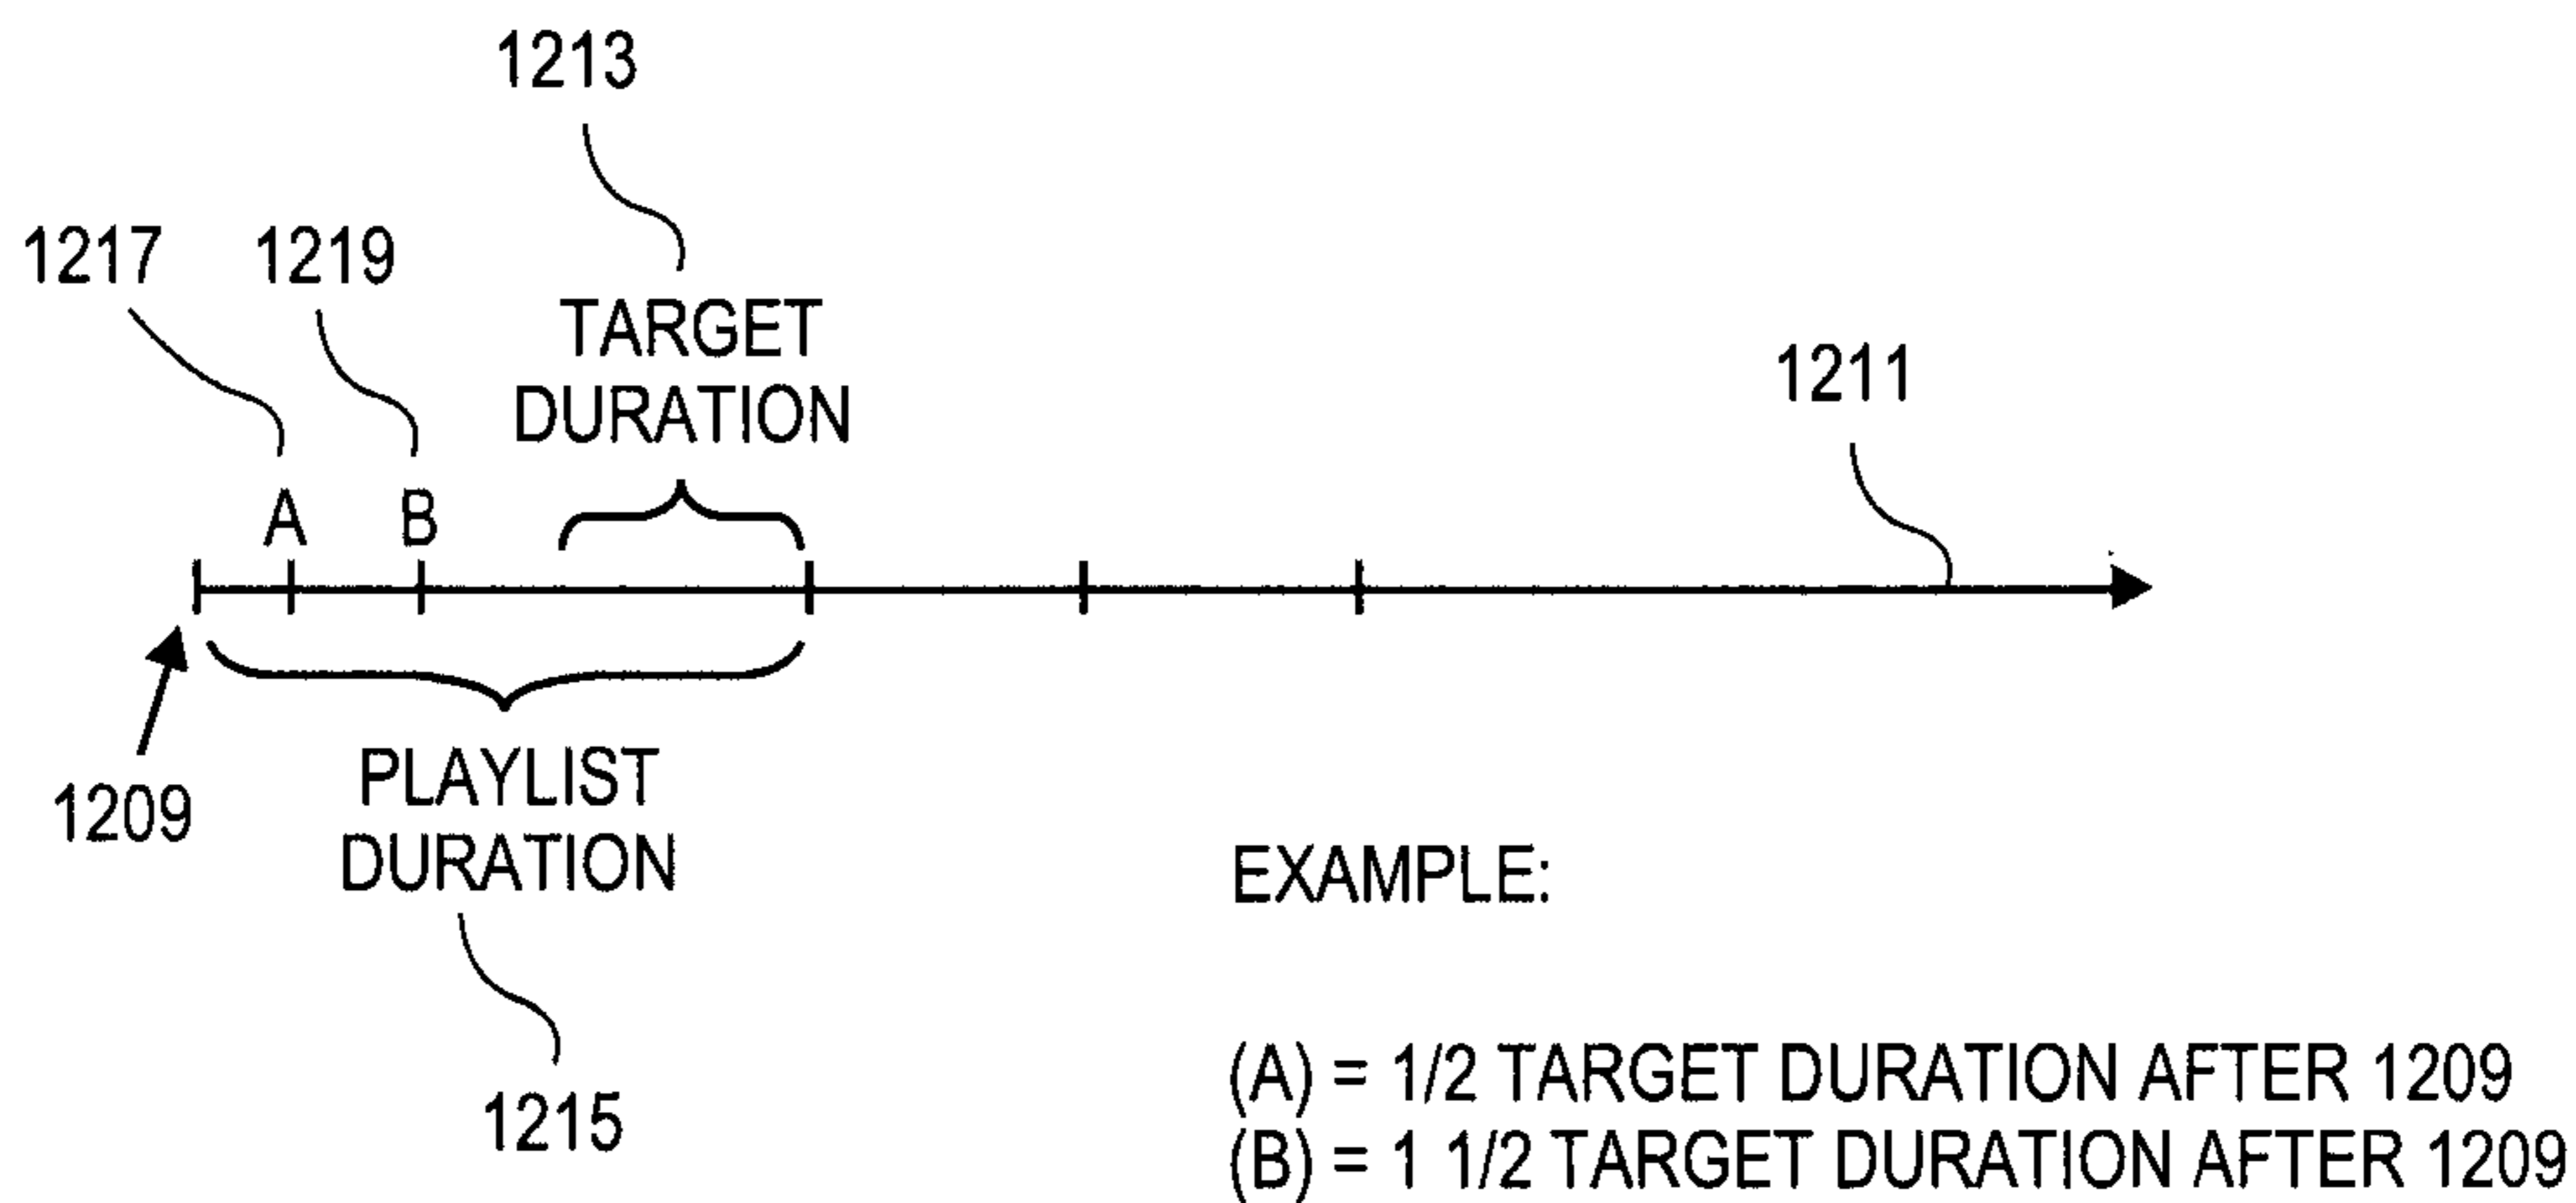 1213
1217
1219
TARGET
DURATION
1211
A
B
1209
PLAYLIST
DURATION
1215
EXAMPLE:
(A) = 1/2 TARGET DURATION AFTER 1209
(B) = 1 1/2 TARGET DURATION AFTER 1209